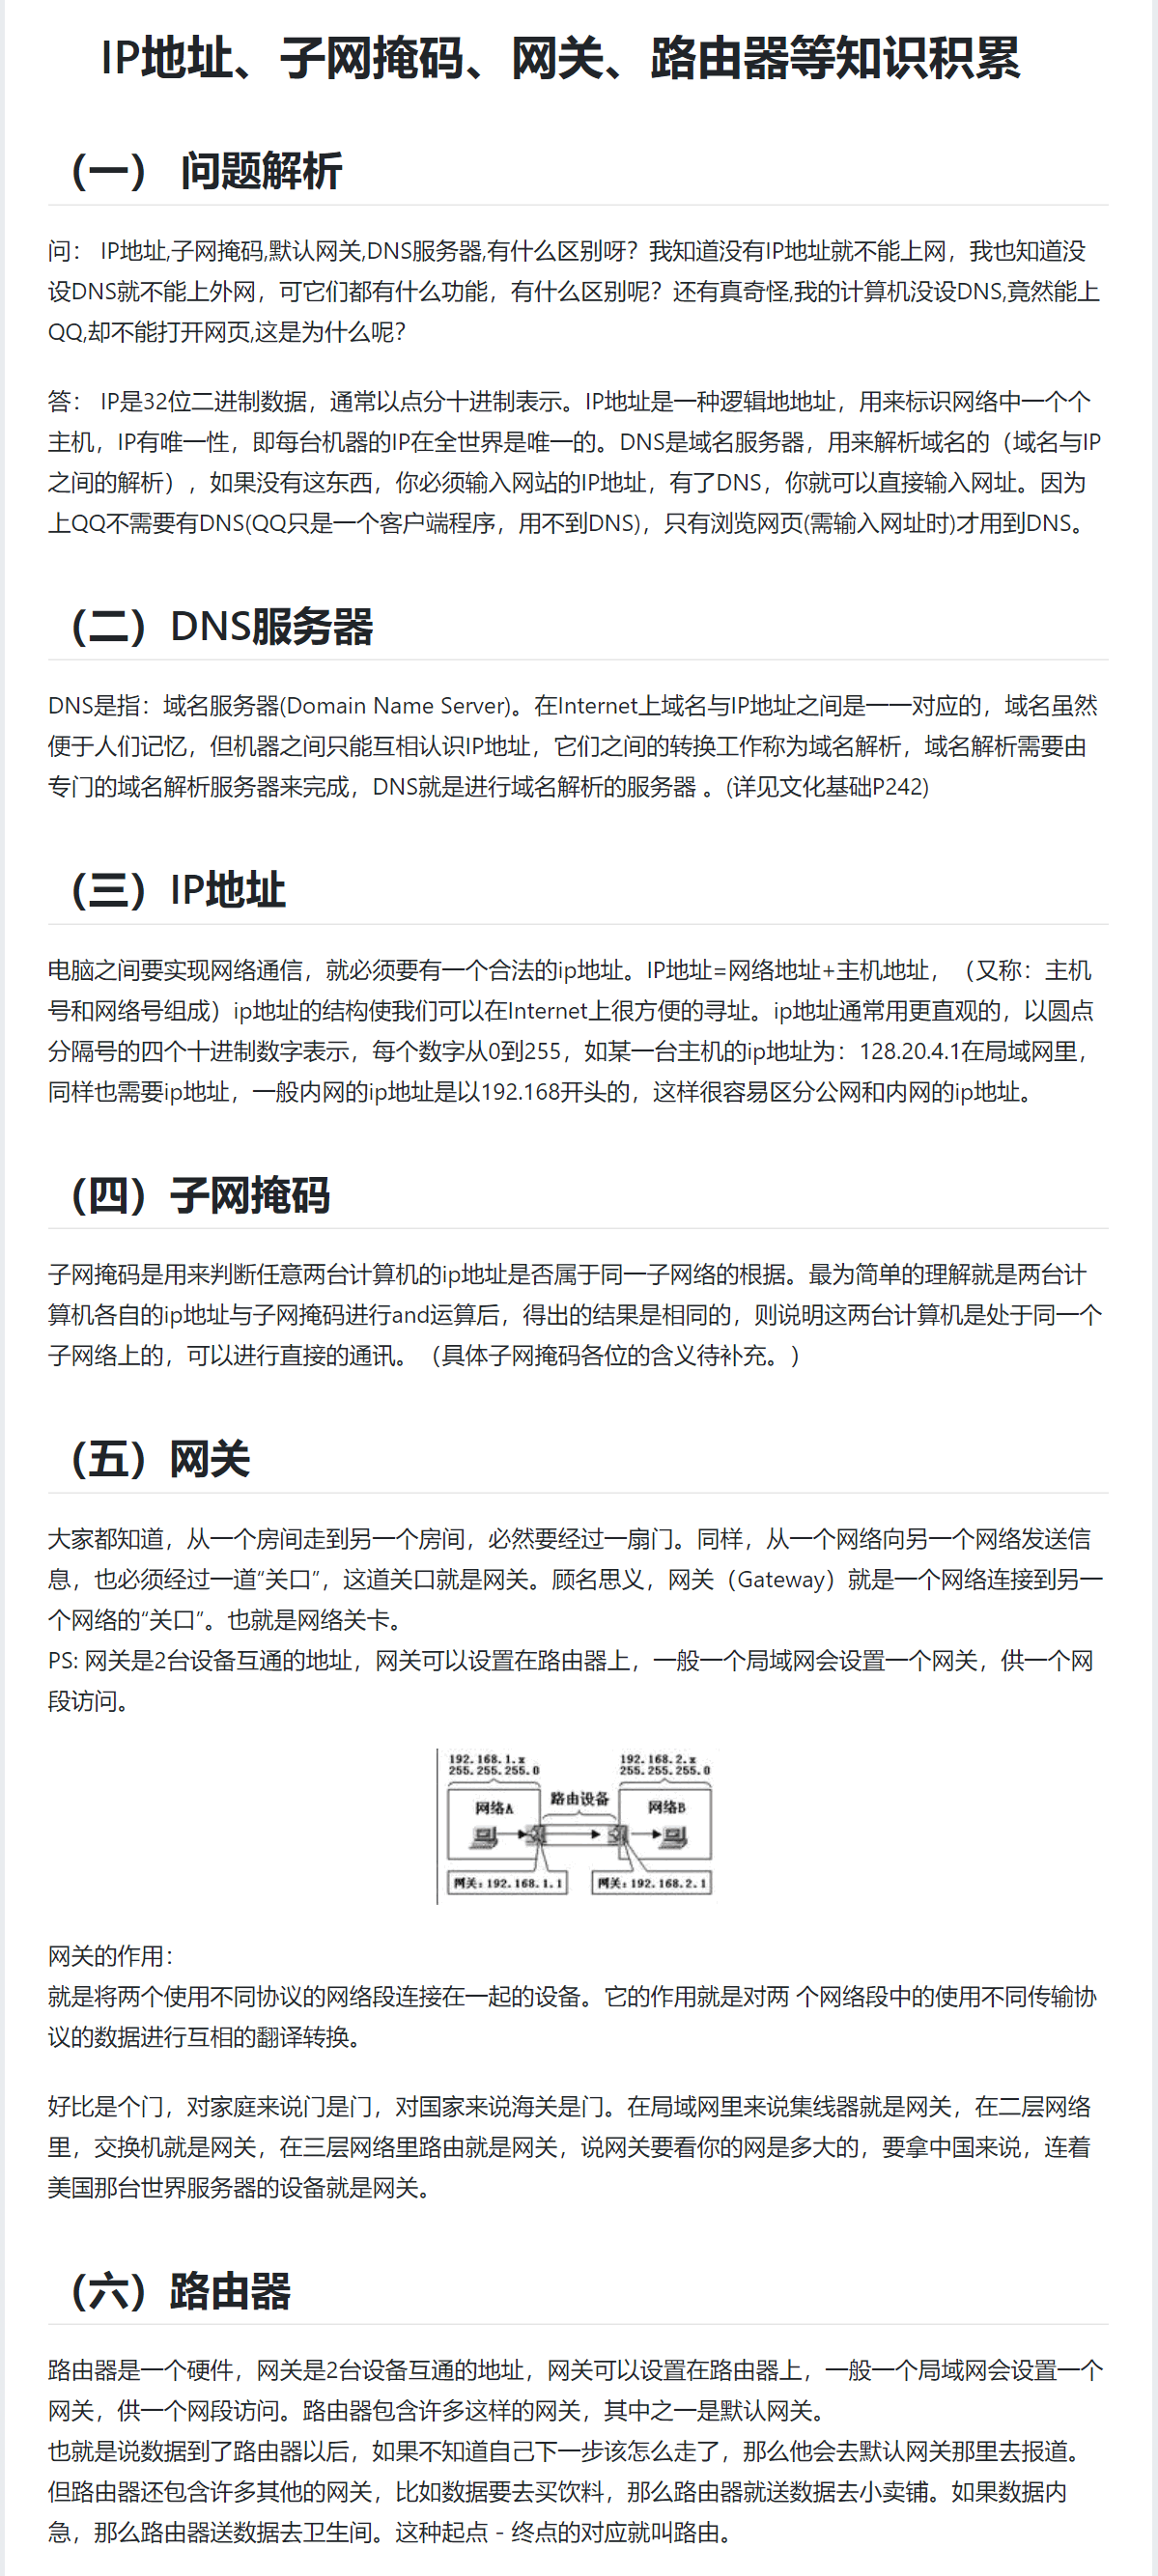 IP地址、子网掩码、网关、路由器等知识积累
（一） 问题解析
问： IP地址,子网掩码,默认网关,DNS服务器,有什么区别呀？我知道没有IP地址就不能上网，我也知道没
设DNS就不能上外网，可它们都有什么功能，有什么区别呢？还有真奇怪,我的计算机没设DNS,竟然能上
QQ,却不能打开网页,这是为什么呢？
答： IP是32位二进制数据，通常以点分十进制表示。IP地址是一种逻辑地地址，用来标识网络中一个个
主机，IP有唯一性，即每台机器的IP在全世界是唯一的。DNS是域名服务器，用来解析域名的（域名与IP
之间的解析），如果没有这东西，你必须输入网站的IP地址，有了DNS，你就可以直接输入网址。因为
上QQ不需要有DNS(QQ只是一个客户端程序，用不到DNS)，只有浏览网页(需输入网址时)才用到DNS。
（二）DNS服务器
DNS是指：域名服务器(Domain Name Server)。在Internet上域名与IP地址之间是一一对应的，域名虽然
便于人们记忆，但机器之间只能互相认识IP地址，它们之间的转换工作称为域名解析，域名解析需要由
专门的域名解析服务器来完成，DNS就是进行域名解析的服务器 。(详见文化基础P242)
（三）IP地址
电脑之间要实现网络通信，就必须要有一个合法的ip地址。IP地址=网络地址+主机地址，（又称：主机
号和网络号组成）ip地址的结构使我们可以在Internet上很方便的寻址。ip地址通常用更直观的，以圆点
分隔号的四个十进制数字表示，每个数字从0到255，如某一台主机的ip地址为：128.20.4.1在局域网里，
同样也需要ip地址，一般内网的ip地址是以192.168开头的，这样很容易区分公网和内网的ip地址。
（四）子网掩码
子网掩码是用来判断任意两台计算机的ip地址是否属于同一子网络的根据。最为简单的理解就是两台计
算机各自的ip地址与子网掩码进行and运算后，得出的结果是相同的，则说明这两台计算机是处于同一个
子网络上的，可以进行直接的通讯。（具体子网掩码各位的含义待补充。）
（五）网关
大家都知道，从一个房间走到另一个房间，必然要经过一扇门。同样，从一个网络向另一个网络发送信
息，也必须经过一道“关口”，这道关口就是网关。顾名思义，网关（Gateway）就是一个网络连接到另一
个网络的“关口”。也就是网络关卡。
PS: 网关是2台设备互通的地址，网关可以设置在路由器上，一般一个局域网会设置一个网关，供一个网
段访问。
192.168.1.x
255.255.255.0
192.168.2.x
255.255.255.0
网络A
路由设备
网络B
网关:192.168.1.1
网关:192.168.2.1
网关的作用：
就是将两个使用不同协议的网络段连接在一起的设备。它的作用就是对两 个网络段中的使用不同传输协
议的数据进行互相的翻译转换。
好比是个门，对家庭来说门是门，对国家来说海关是门。在局域网里来说集线器就是网关，在二层网络
里，交换机就是网关，在三层网络里路由就是网关，说网关要看你的网是多大的，要拿中国来说，连着
美国那台世界服务器的设备就是网关。
（六）路由器
路由器是一个硬件，网关是2台设备互通的地址，网关可以设置在路由器上，一般一个局域网会设置一个
网关，供一个网段访问。路由器包含许多这样的网关，其中之一是默认网关。
也就是说数据到了路由器以后，如果不知道自己下一步该怎么走了，那么他会去默认网关那里去报道。
但路由器还包含许多其他的网关，比如数据要去买饮料，那么路由器就送数据去小卖铺。如果数据内
急，那么路由器送数据去卫生间。这种起点 - 终点的对应就叫路由。